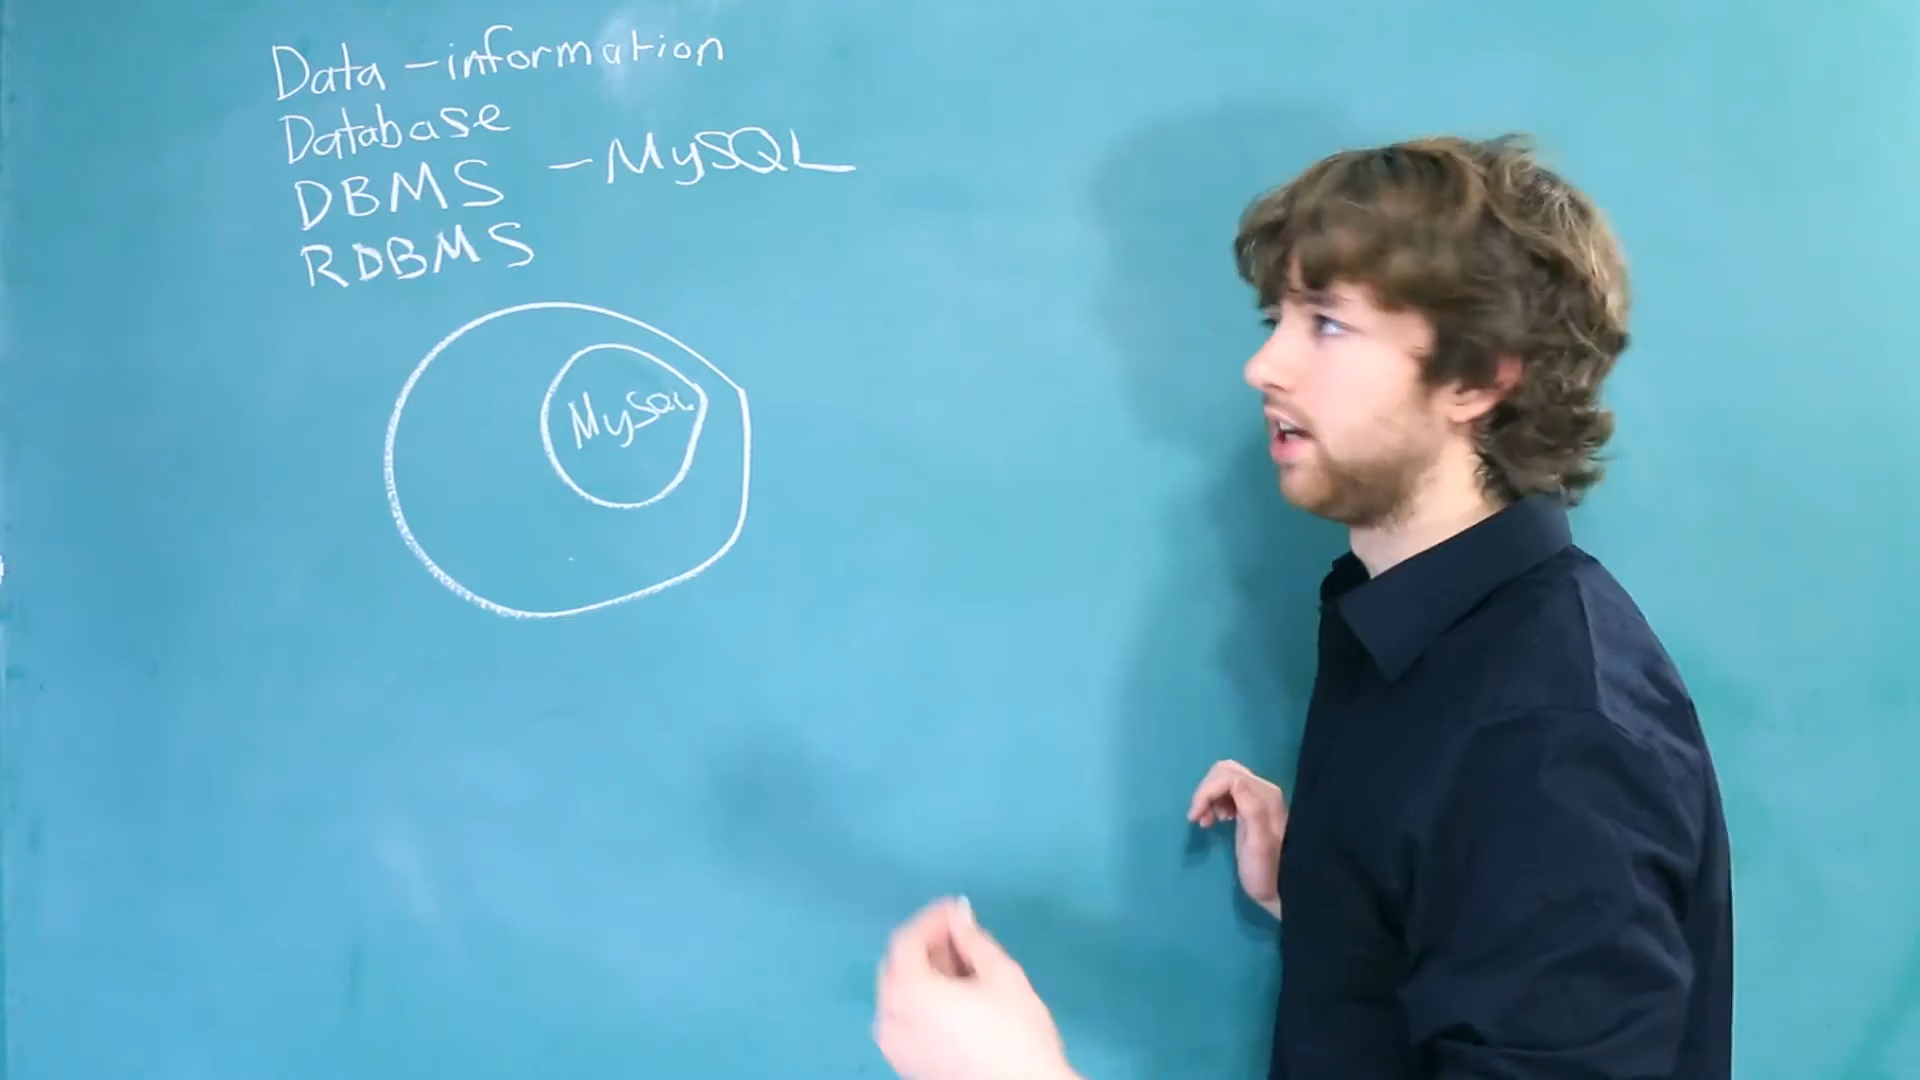 Data - information
Database
DBMS - MySQL
RDBMS
MySQL